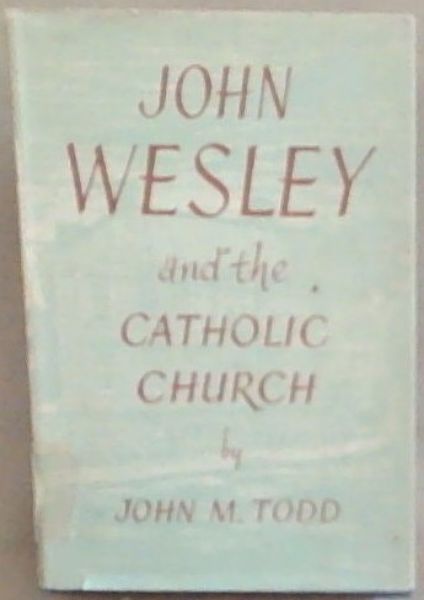 JOHN
WESLEY
and the
CATHOLIC
CHURCH
by
JOHN M. TODD